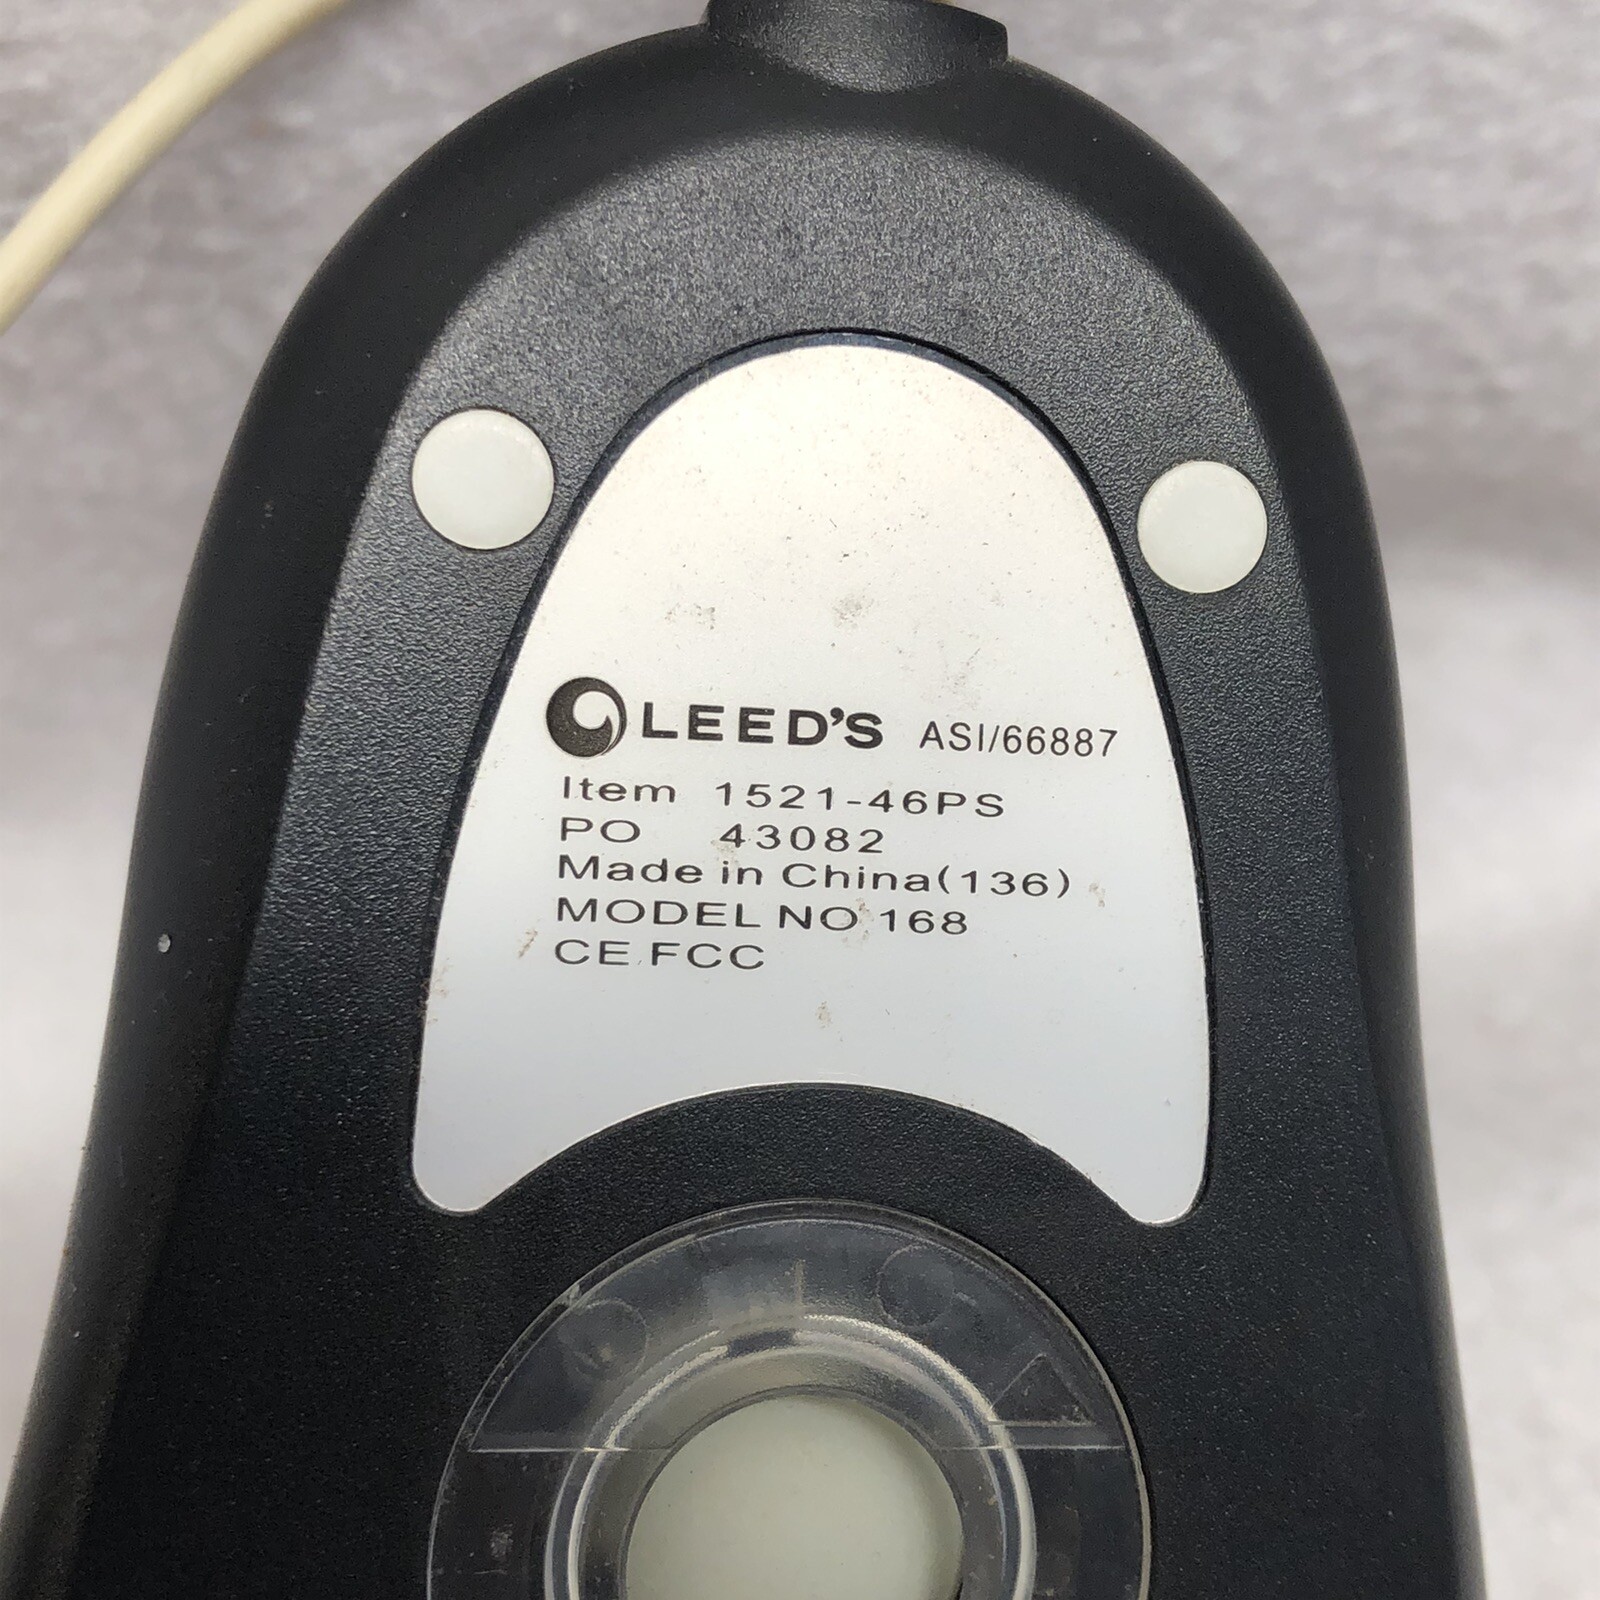 LEED'S ASI/66887
Item 1521-46PS
PO 43082
Made in China(136)
MODEL NO 168
CE FCC